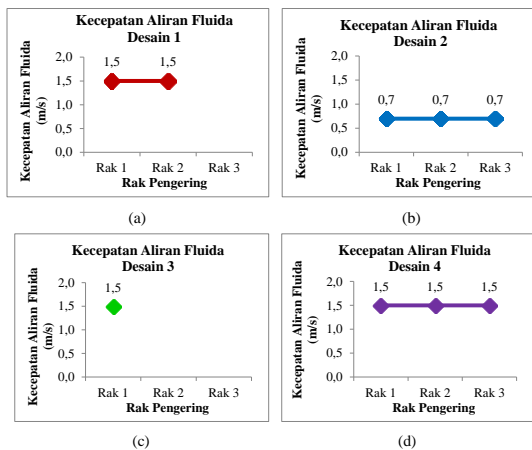 Kecepatan Aliran Fluida
Desain 1
Kecepatan Aliran Fluida
(m/s)
2,0
1,5
1,0
0,5
0,0
1,5
1,5
Rak 1
Rak 2
Rak 3
Rak Pengering
(a)
Kecepatan Aliran Fluida
Desain 2
Kecepatan Aliran Fluida
(m/s)
2,0
1,5
1,0
0,5
0,0
0,7
0,7
0,7
Rak 1
Rak 2
Rak 3
Rak Pengering
(b)
Kecepatan Aliran Fluida
Desain 3
Kecepatan Aliran Fluida
(m/s)
2,0
1,5
1,0
0,5
0,0
1,5
Rak 1
Rak 2
Rak 3
Rak Pengering
(c)
Kecepatan Aliran Fluida
Desain 4
Kecepatan Aliran Fluida
(m/s)
2,0
1,5
1,0
0,5
0,0
1,5
1,5
1,5
Rak 1
Rak 2
Rak 3
Rak Pengering
(d)